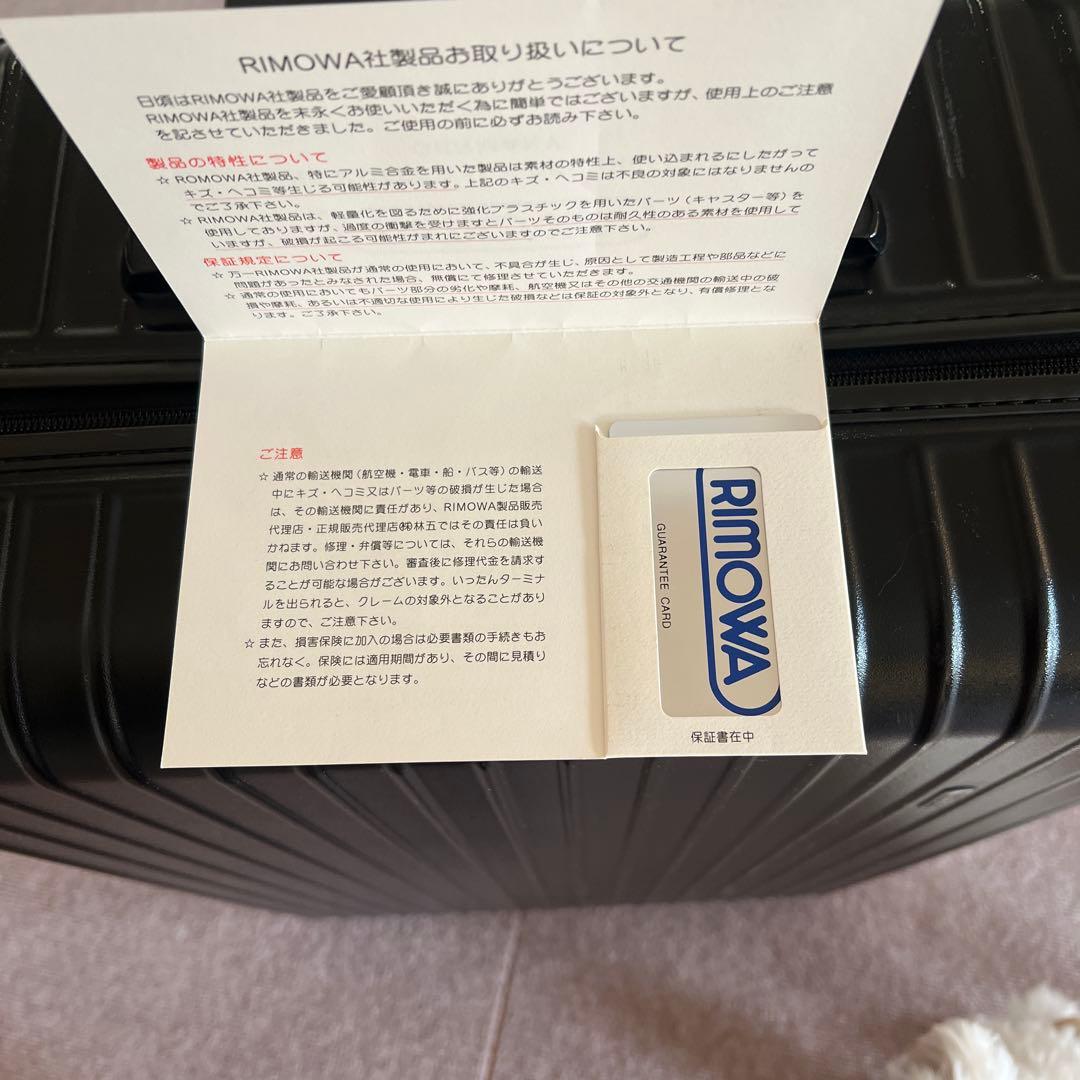 RIMOWA社製品お取り扱いについて
日頃はRIMOWA社製品をご愛顧頂き誠にありがとうございます。
RIMOWA社製品を末永くお使いいただく為に簡単ではございますが、使用上のご注意
を記させていただきました。ご使用の前に必ずお読み下さい。
製品の特性について
☆ ROMOWA社製品、特にアルミ合金を用いた製品は素材の特性上、使い込まれるにしたがって
キズ・ヘコミ等生じる可能性があります。上記のキズ・ヘコミは不良の対象にはなりませんの
でご了承下さい。
☆ RIMOWA社製品は、軽量化を図るために強化プラスチックを用いたパーツ（キャスター等）を
使用しておりますが、過度の衝撃を受けますとパーツそのものは耐久性のある素材を使用して
いますが、破損が起こる可能性がまれにございますのでご注意下さい。
保証規定について
☆ 万一RIMOWA社製品が通常の使用において、不具合が生じ、原因として製造工程や部品などに
問題があったとみなされた場合、無償にて修理させていただきます。
☆ 通常の使用においてもパーツ部分の劣化や摩耗、航空機又はその他の交通機関の輸送中の破
損や摩耗、あるいは不適切な使用により生じた破損などは保証の対象外となり、有償修理とな
ります。ご了承下さい。
ご注意
☆ 通常の輸送機関（航空機・電車・船・バス等）の輸送
中にキズ・ヘコミ又はパーツ等の破損が生じた場合
は、その輸送機関に責任があり、RIMOWA製品販売
代理店・正規販売代理店㈱林五ではその責任は負い
かねます。修理・弁償等については、それらの輸送機
関にお問い合わせ下さい。審査後に修理代金を請求す
ることが可能な場合がございます。いったんターミナ
ルを出られると、クレームの対象外となることがあり
ますので、ご注意下さい。
☆ また、損害保険に加入の場合は必要書類の手続きもお
忘れなく。保険には適用期間があり、その間に見積り
などの書類が必要となります。
RIMOWA
GUARANTEE CARD
保証書在中